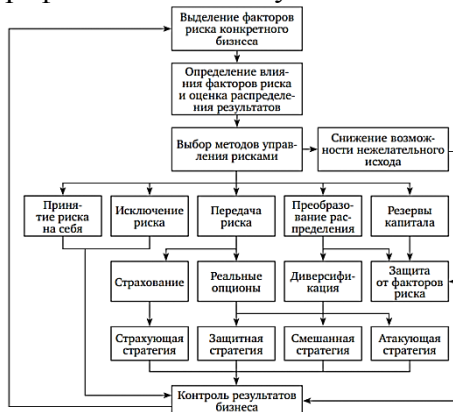 Выделение факторов
риска конкретного
бизнеса
Определение влия-
ния факторов риска
и оценка распределе-
ния результатов
Выбор методов управ-
ления рисками
Снижение возмож-
ности нежелательного
исхода
Приня-
тие риска
на себя
Исключение
риска
Передача
риска
Преобразо-
вание рас-
пределения
Резервы
капитала
Страхование
Реальные
опционы
Диверсифи-
кация
Защита
от факторов
риска
Страхующая
стратегия
Защитная
стратегия
Смешанная
стратегия
Атакующая
стратегия
Контроль результатов
бизнеса